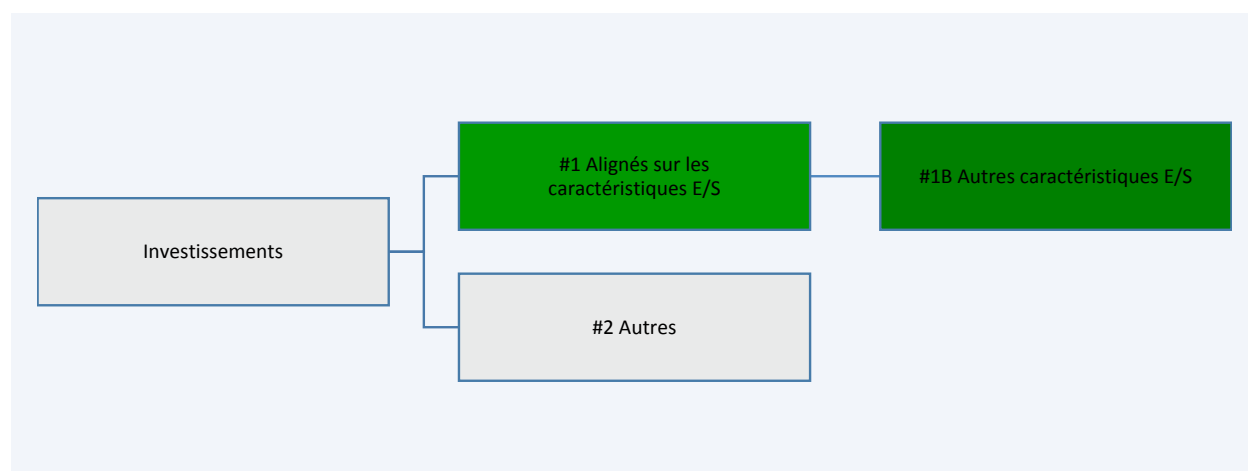 #1 Alignés sur les
caractéristiques E/S
#1B Autres caractéristiques E/S
Investissements
#2 Autres